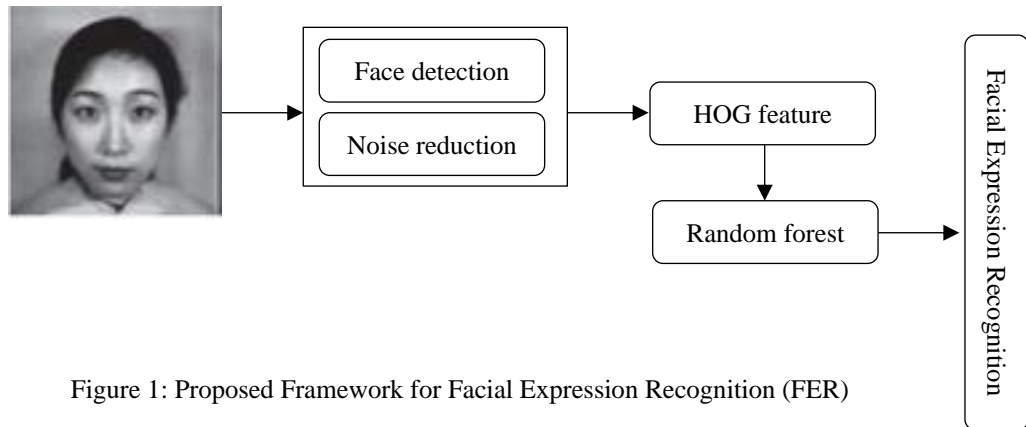 Face detection
Noise reduction
HOG feature
Random forest
Facial Expression Recognition
Figure 1: Proposed Framework for Facial Expression Recognition (FER)